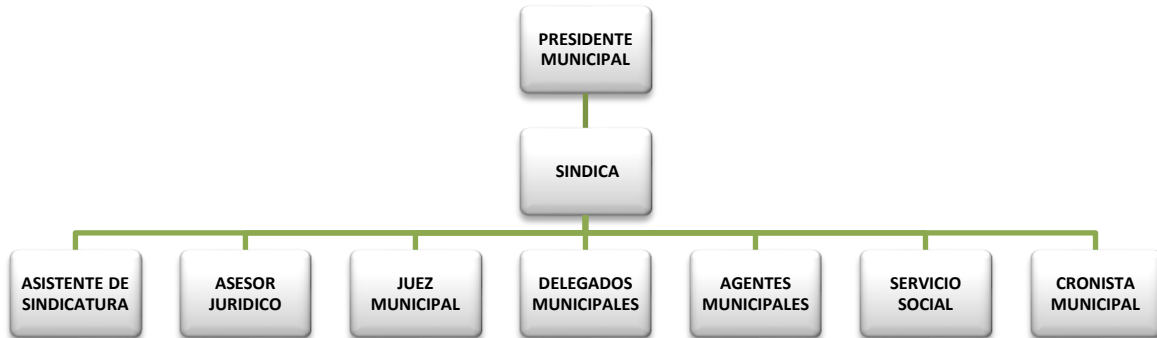 PRESIDENTE
MUNICIPAL
SINDICA
ASISTENTE DE
SINDICATURA
ASESOR
JURIDICO
JUEZ
MUNICIPAL
DELEGADOS
MUNICIPALES
AGENTES
MUNICIPALES
SERVICIO
SOCIAL
CRONISTA
MUNICIPAL